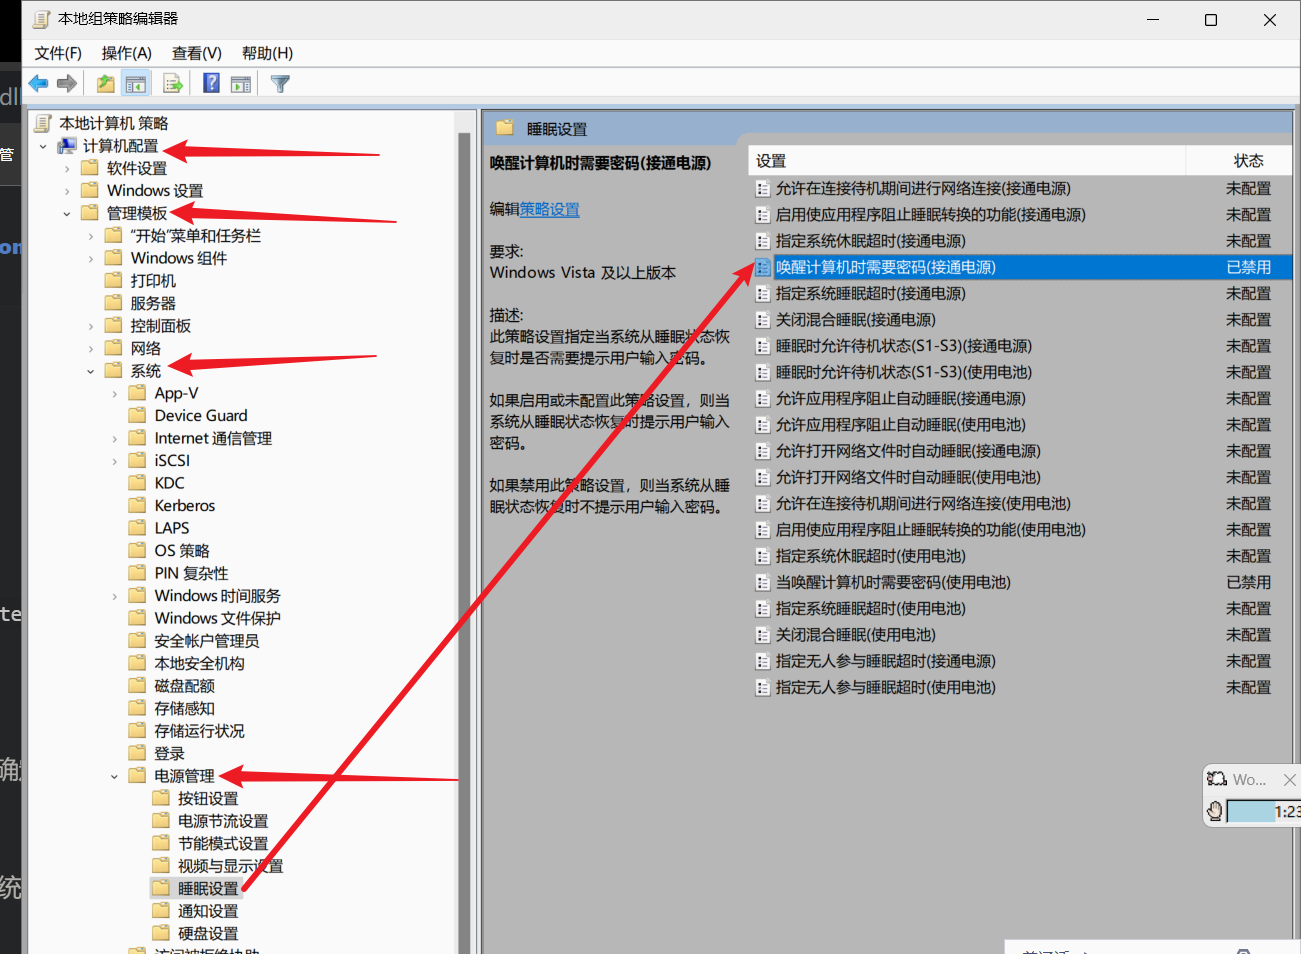 本地组策略编辑器
文件(F) 操作(A) 查看(V) 帮助(H)
本地计算机 策略
计算机配置
软件设置
Windows 设置
管理模板
“开始”菜单和任务栏
Windows 组件
打印机
服务器
控制面板
网络
系统
App-V
Device Guard
Internet 通信管理
iSCSI
KDC
Kerberos
LAPS
OS 策略
PIN 复杂性
Windows 时间服务
Windows 文件保护
安全帐户管理员
本地安全机构
磁盘配额
存储感知
存储运行状况
登录
电源管理
按钮设置
电源节流设置
节能模式设置
视频与显示设置
睡眠设置
通知设置
硬盘设置
睡眠设置
唤醒计算机时需要密码(接通电源)
编辑策略设置
要求:
Windows Vista 及以上版本
描述:
此策略设置指定当系统从睡眠状态恢
复时是否需要提示用户输入密码。
如果启用或未配置此策略设置，则当
系统从睡眠状态恢复时提示用户输入
密码。
如果禁用此策略设置，则当系统从睡
眠状态恢复时不提示用户输入密码。
设置 状态
允许在连接待机期间进行网络连接(接通电源) 未配置
启用使应用程序阻止睡眠转换的功能(接通电源) 未配置
指定系统休眠超时(接通电源) 未配置
唤醒计算机时需要密码(接通电源) 已禁用
指定系统睡眠超时(接通电源) 未配置
关闭混合睡眠(接通电源) 未配置
睡眠时允许待机状态(S1-S3)(接通电源) 未配置
睡眠时允许待机状态(S1-S3)(使用电池) 未配置
允许应用程序阻止自动睡眠(接通电源) 未配置
允许应用程序阻止自动睡眠(使用电池) 未配置
允许打开网络文件时自动睡眠(接通电源) 未配置
允许打开网络文件时自动睡眠(使用电池) 未配置
允许在连接待机期间进行网络连接(使用电池) 未配置
启用使应用程序阻止睡眠转换的功能(使用电池) 未配置
指定系统休眠超时(使用电池) 未配置
当唤醒计算机时需要密码(使用电池) 已禁用
指定系统睡眠超时(使用电池) 未配置
关闭混合睡眠(使用电池) 未配置
指定无人参与睡眠超时(接通电源) 未配置
指定无人参与睡眠超时(使用电池) 未配置
Wo...
1:23
管
on
te
统